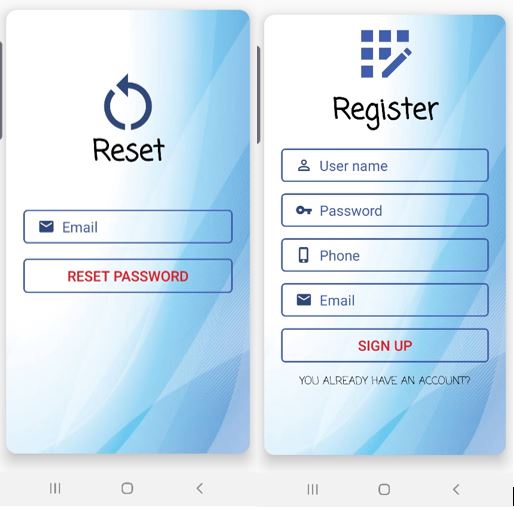 Reset
Email
RESET PASSWORD
Register
User name
Password
Phone
Email
SIGN UP
YOU ALREADY HAVE AN ACCOUNT?